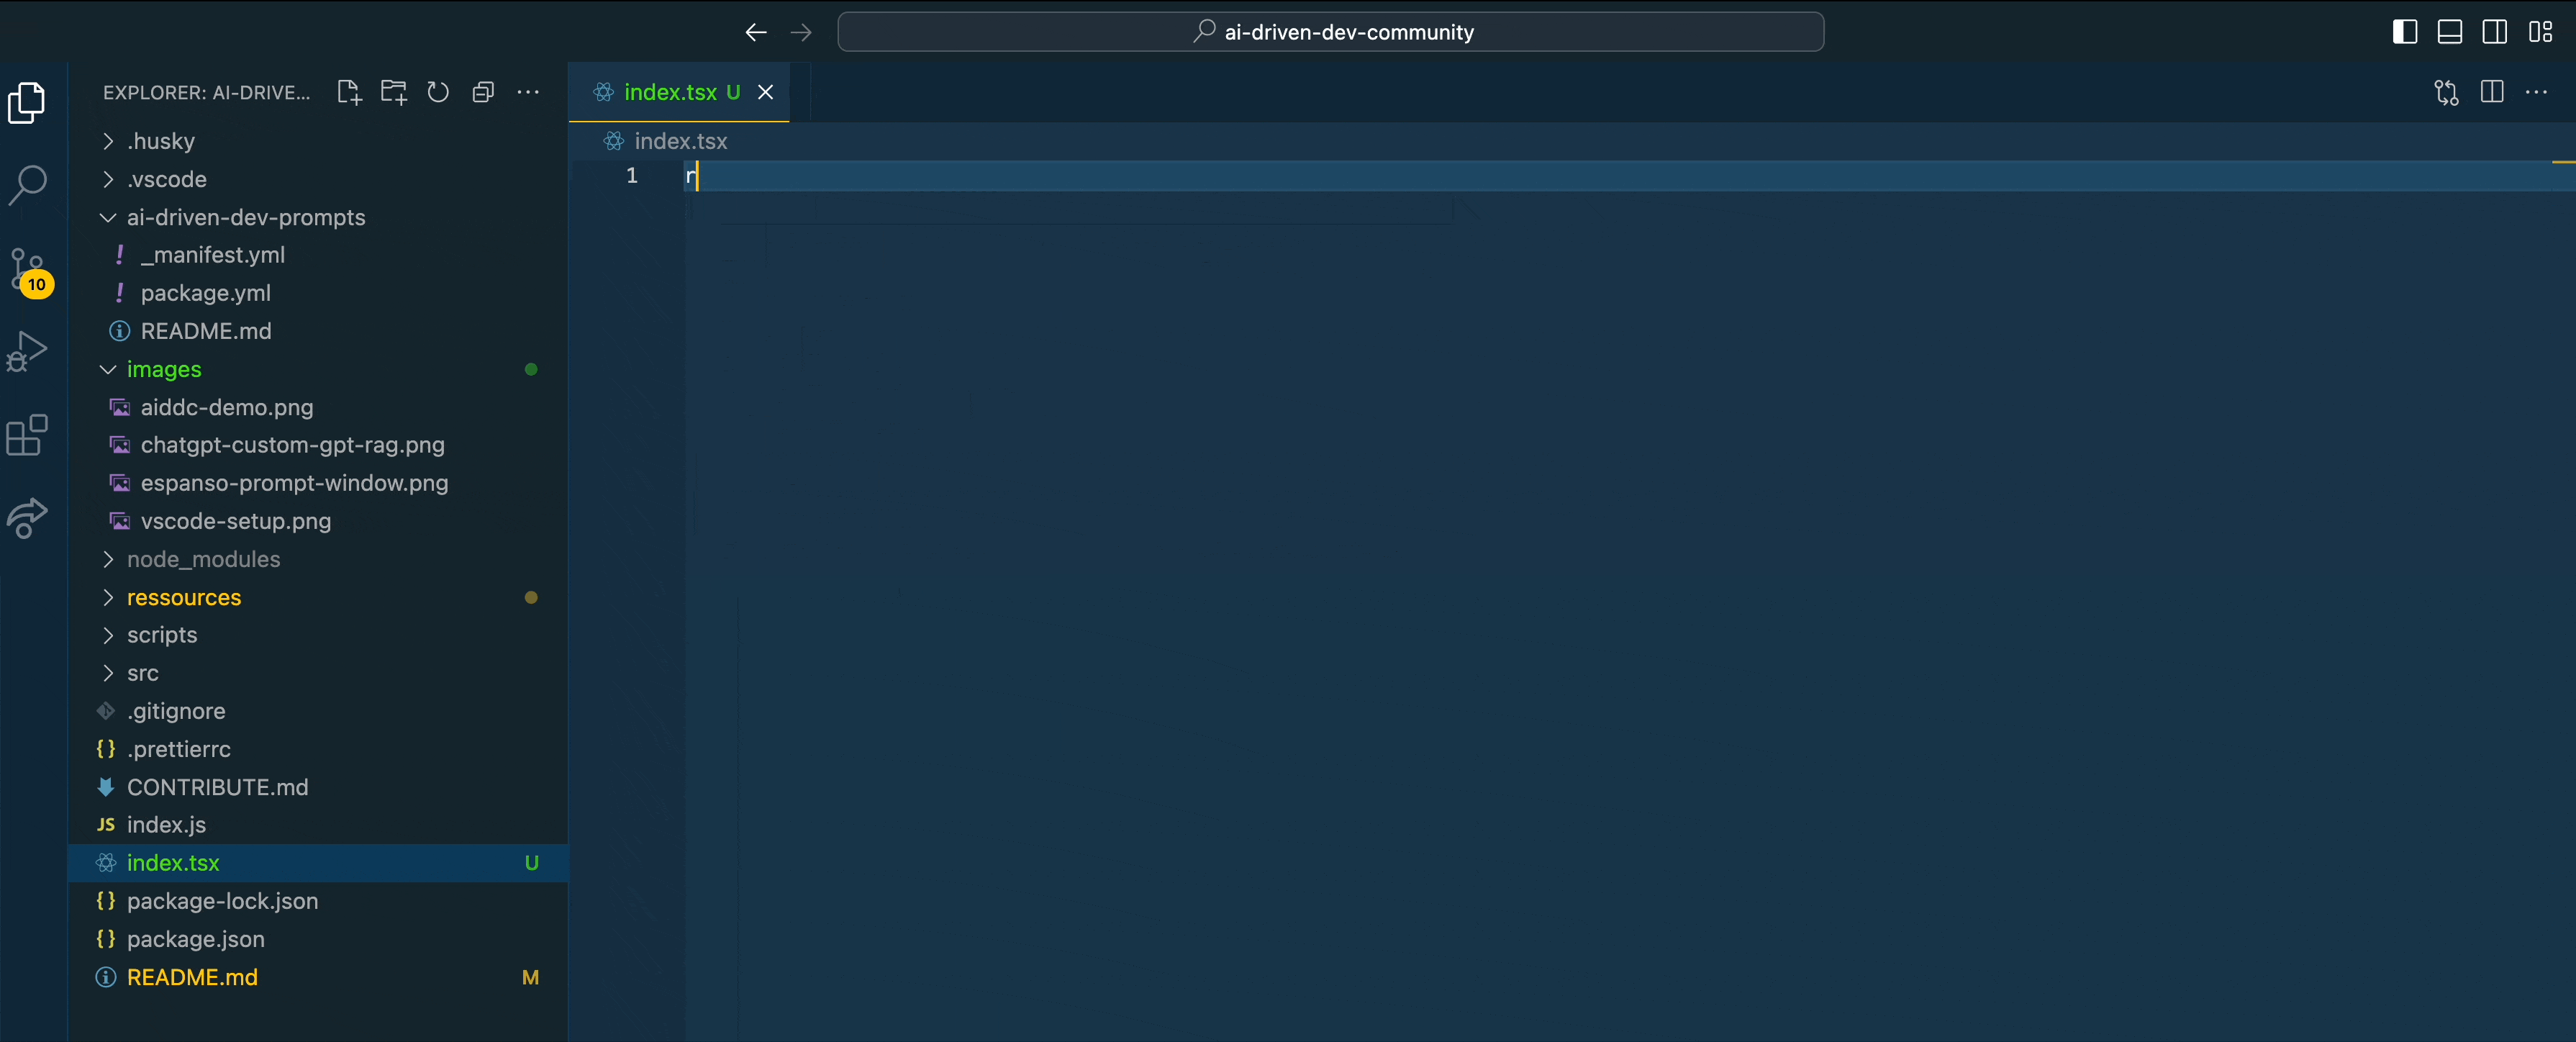 ai-driven-dev-community
EXPLORER: AI-DRIVE...
index.tsx U
.husky
index.tsx
.vscode
1 r
ai-driven-dev-prompts
! _manifest.yml
10
! package.yml
README.md
images
aiddc-demo.png
chatgpt-custom-gpt-rag.png
espanso-prompt-window.png
vscode-setup.png
node_modules
ressources
scripts
src
.gitignore
{} .prettierrc
CONTRIBUTE.md
JS index.js
index.tsx U
{} package-lock.json
{} package.json
README.md M